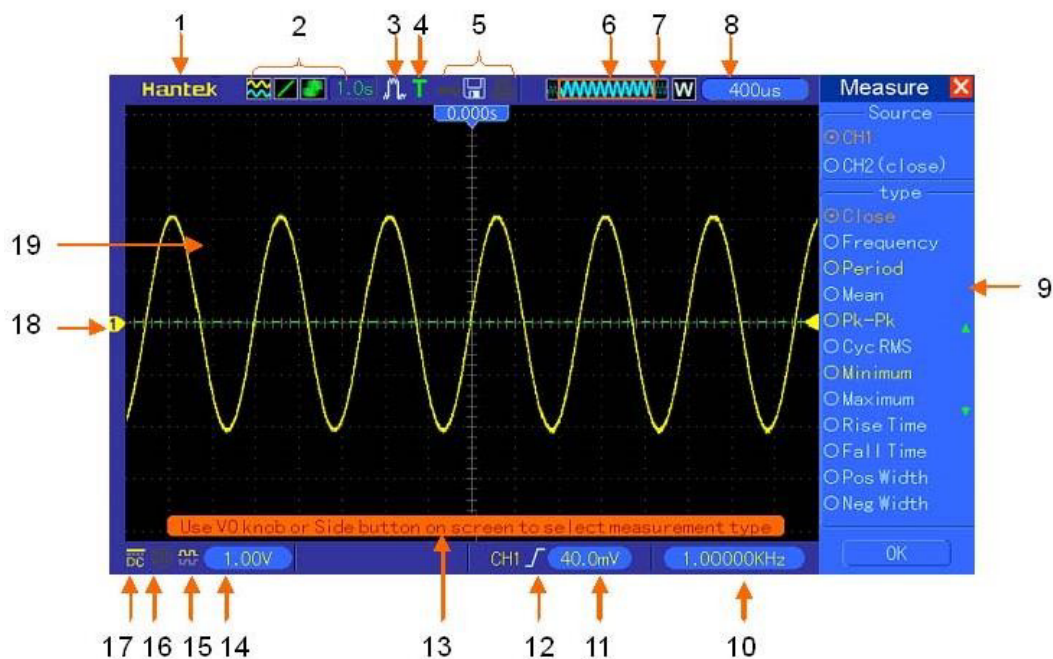 1 2 3 4 5 6 7 8
Hantek 1.0s T W 400us
0.000s
Measure
Source
CH1
CH2(close)
type
Close
Frequency
Period
Mean
Pk-Pk
Cyc RMS
Minimum
Maximum
Rise Time
Fall Time
Pos Width
Neg Width
OK
19
18
1
9
Use V0 knob or Side button on screen to select measurement type
DC 1.00V CH1 40.0mV 1.00000KHz
17 16 15 14 13 12 11 10